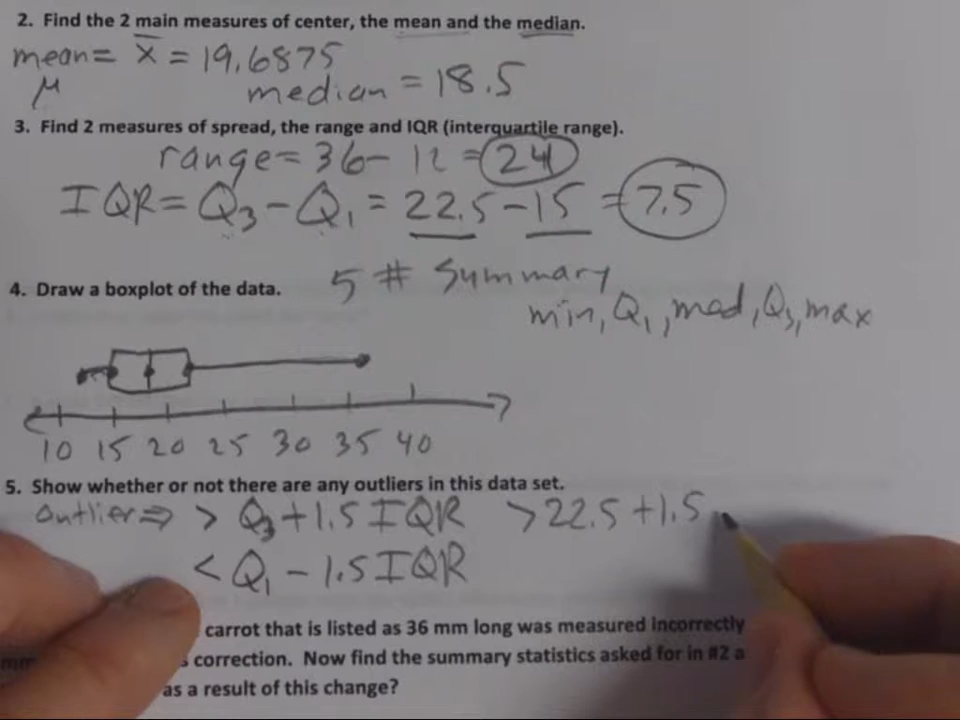 2. Find the 2 main measures of center, the mean and the median.
mean = x̄ = 19.6875
μ median = 18.5
3. Find 2 measures of spread, the range and IQR (interquartile range).
range = 36 - 12 = 24
IQR = Q3 - Q1 = 22.5 - 15 = 7.5
4. Draw a boxplot of the data. 5 # Summary
min, Q1, med, Q3, max
10 15 20 25 30 35 40
5. Show whether or not there are any outliers in this data set.
outlier ⇒ > Q3 + 1.5 IQR > 22.5 + 1.5
< Q1 - 1.5 IQR
carrot that is listed as 36 mm long was measured incorrectly
correction. Now find the summary statistics asked for in #2 a
as a result of this change?